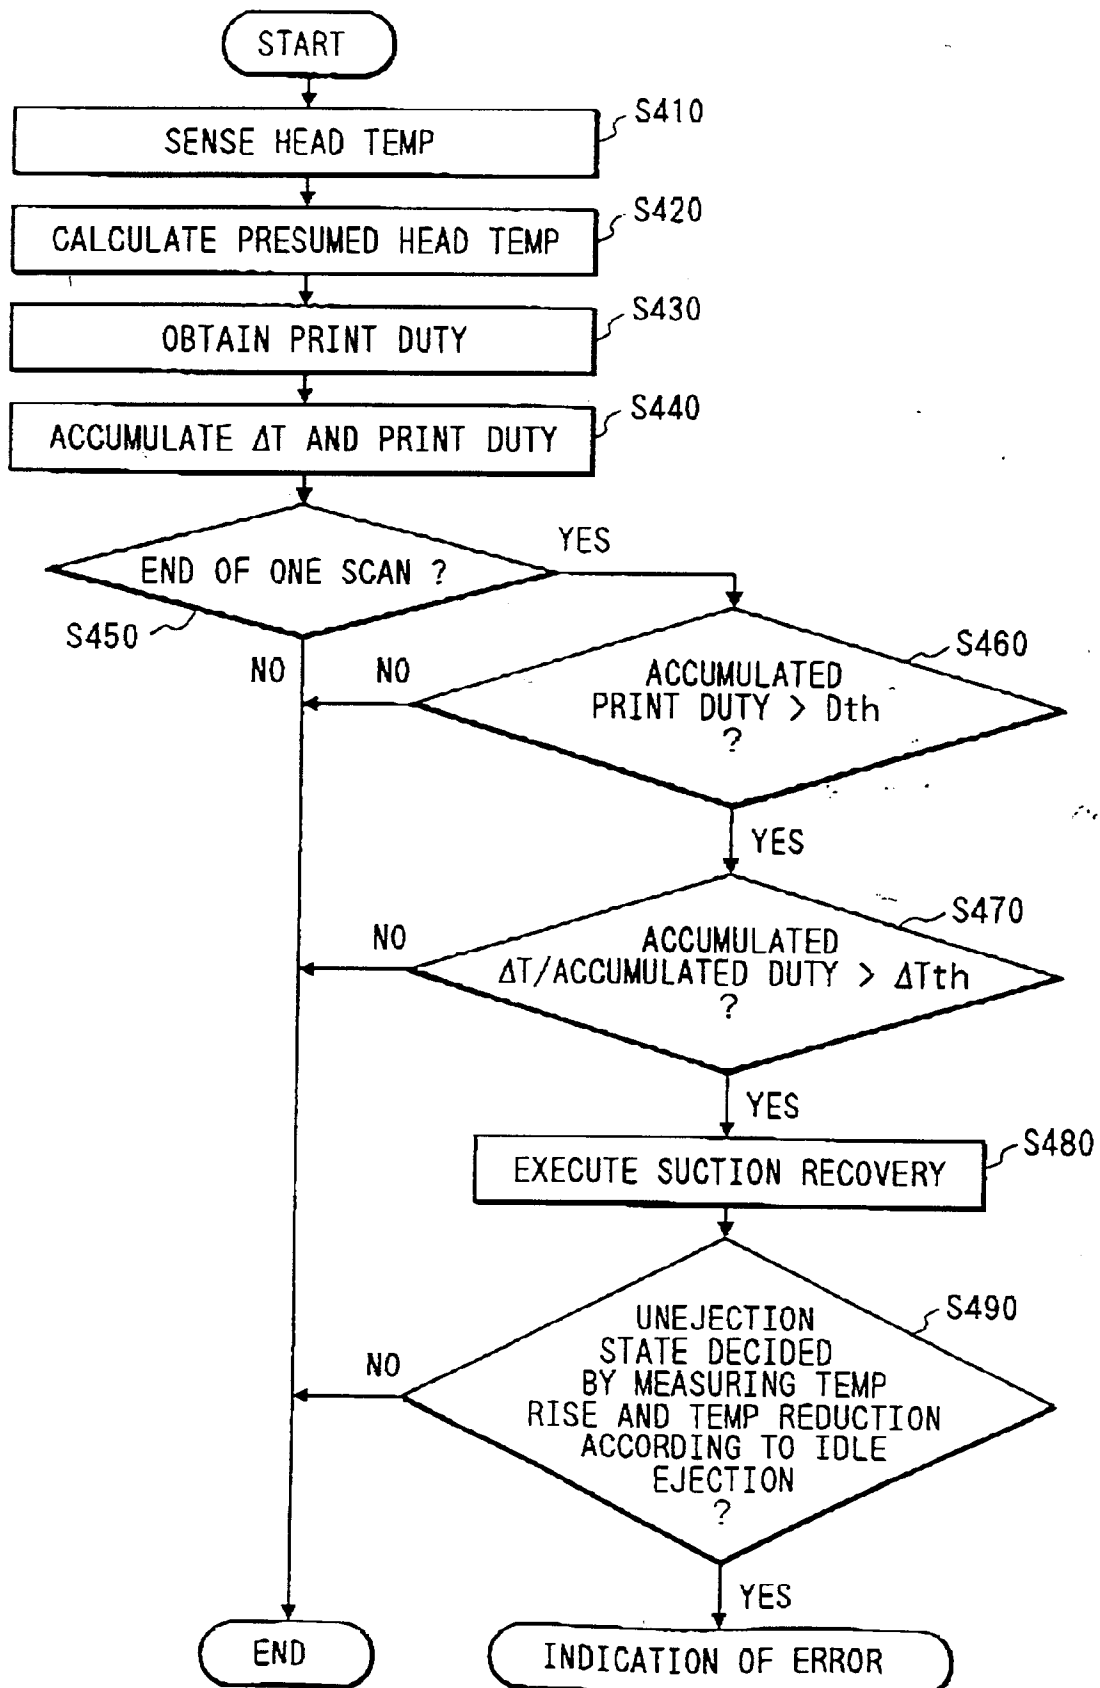 START
S410
SENSE HEAD TEMP
S420
CALCULATE PRESUMED HEAD TEMP
S430
OBTAIN PRINT DUTY
S440
ACCUMULATE ΔT AND PRINT DUTY
YES
END OF ONE SCAN ?
S450
NO
NO
S460
ACCUMULATED
PRINT DUTY > Dth
?
YES
S470
NO
ACCUMULATED
ΔT/ACCUMULATED DUTY > ΔTth
?
YES
S480
EXECUTE SUCTION RECOVERY
S490
NO
UNEJECTION
STATE DECIDED
BY MEASURING TEMP
RISE AND TEMP REDUCTION
ACCORDING TO IDLE
EJECTION
?
YES
END
INDICATION OF ERROR